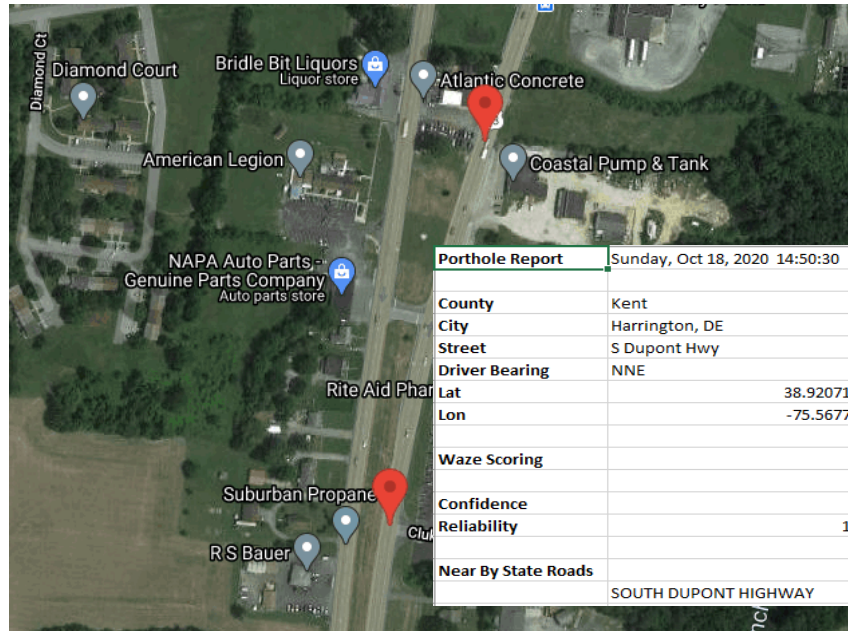 Diamond Ct
Diamond Court
Bridle Bit Liquors
Liquor store
Atlantic Concrete
American Legion
Coastal Pump & Tank
NAPA Auto Parts -
Genuine Parts Company
Auto parts store
Rite Aid Phar
Suburban Propane
R S Bauer
Porthole Report Sunday, Oct 18, 2020 14:50:30
County Kent
City Harrington, DE
Street S Dupont Hwy
Driver Bearing NNE
Lat 38.92071
Lon -75.5677
Waze Scoring
Confidence
Reliability 1
Near By State Roads
SOUTH DUPONT HIGHWAY